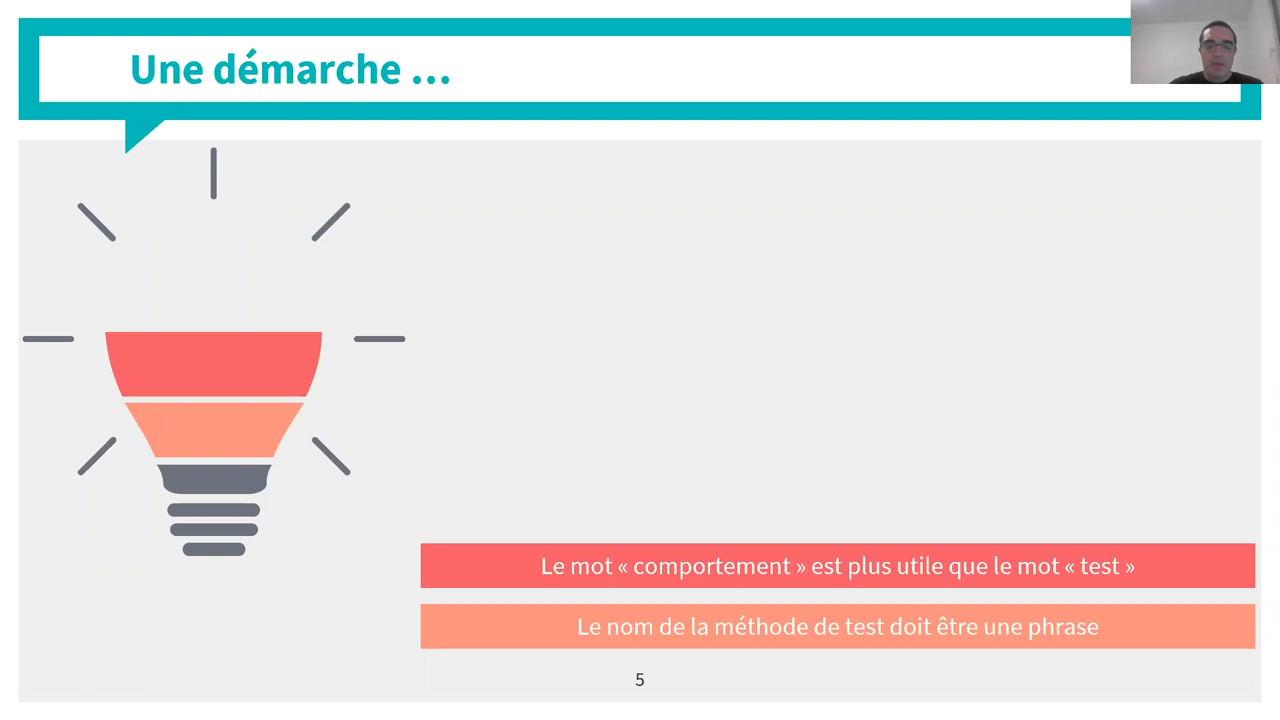 Une démarche ...
Le mot « comportement » est plus utile que le mot « test »
Le nom de la méthode de test doit être une phrase
5